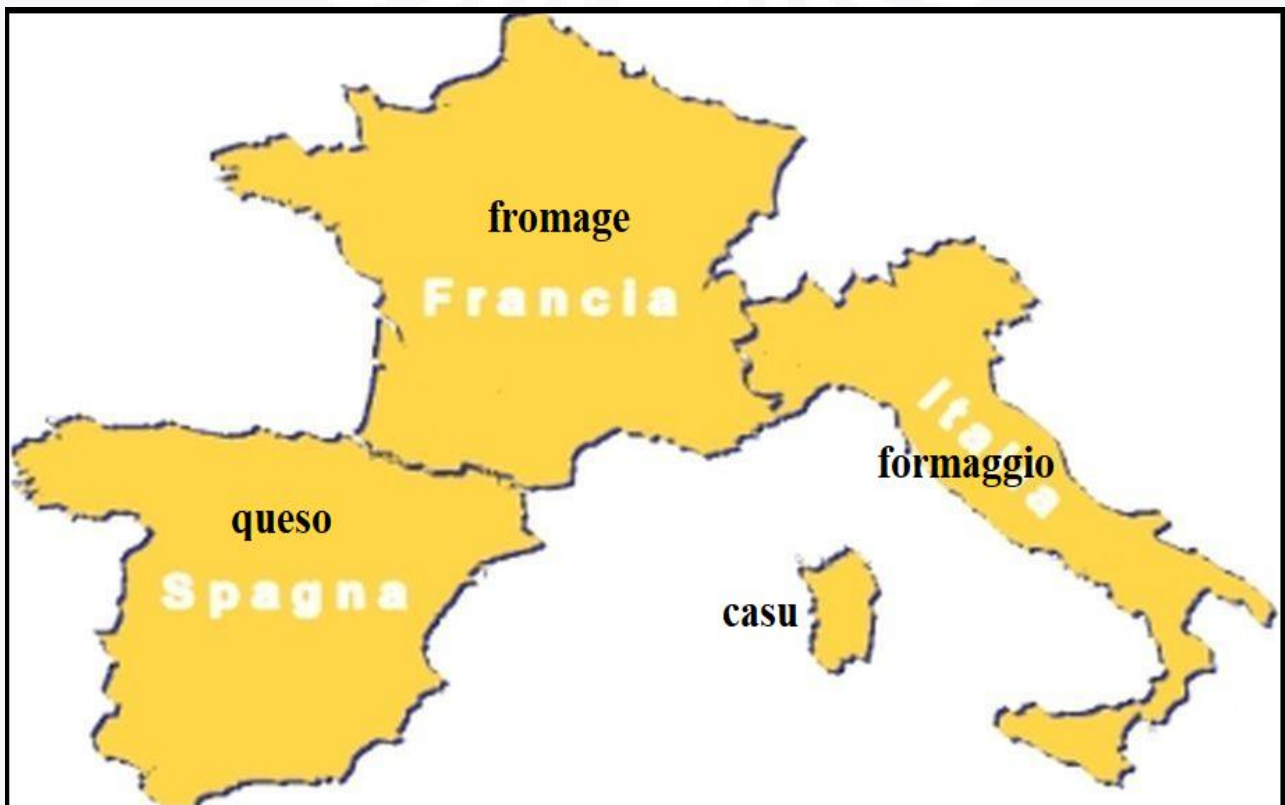 fromage
Francia
Italia
formaggio
queso
Spagna
casu